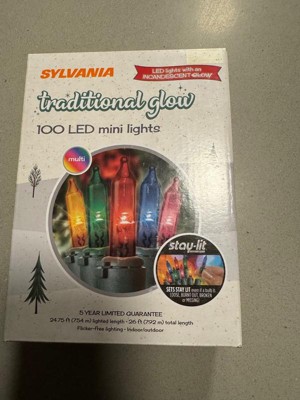 SYLVANIA
LED lights with an
INCANDESCENT GLOW
traditional glow
100 LED mini lights
multi
stay-lit
SETS STAY LIT even if a bulb is
LOOSE, BURNT OUT, BROKEN
or MISSING!
5 YEAR LIMITED GUARANTEE
24.75 ft (7.54 m) lighted length · 26 ft (7.92 m) total length
Flicker-free lighting · Indoor/outdoor